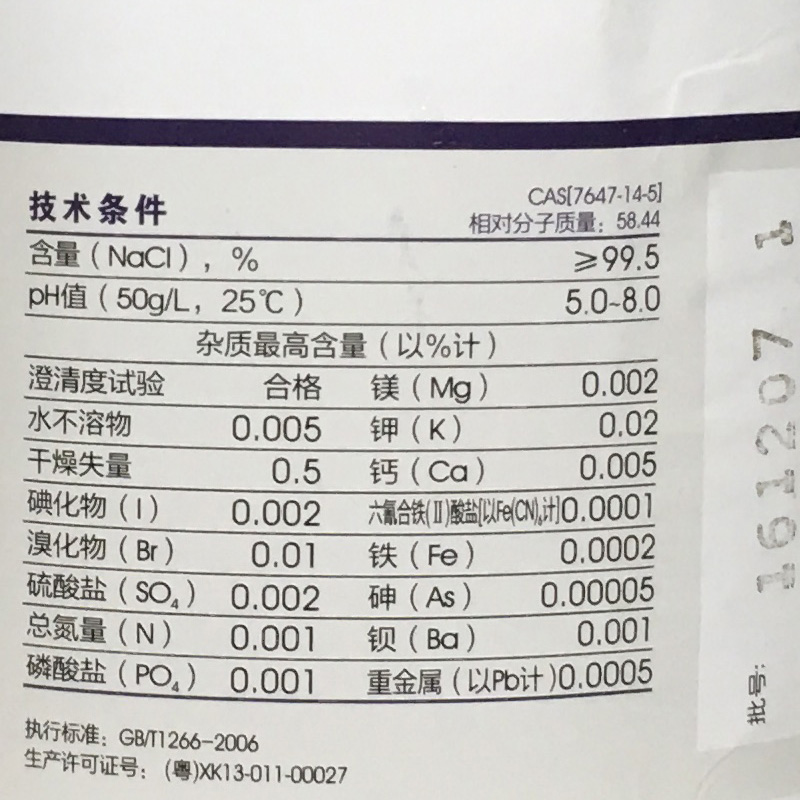 技术条件
CAS[7647-14-5]
相对分子质量：58.44
含量（NaCl），% ≥99.5
pH值（50g/L，25℃） 5.0~8.0
杂质最高含量（以%计）
澄清度试验 合格 镁（Mg） 0.002
水不溶物 0.005 钾（K） 0.02
干燥失量 0.5 钙（Ca） 0.005
碘化物（I） 0.002 六氰合铁(Ⅱ)酸盐[以Fe(CN)₆计] 0.0001
溴化物（Br） 0.01 铁（Fe） 0.0002
硫酸盐（SO₄） 0.002 砷（As） 0.00005
总氮量（N） 0.001 钡（Ba） 0.001
磷酸盐（PO₄） 0.001 重金属（以Pb计） 0.0005
执行标准：GB/T1266-2006
生产许可证号：(粤)XK13-011-00027
批号： 161207 1